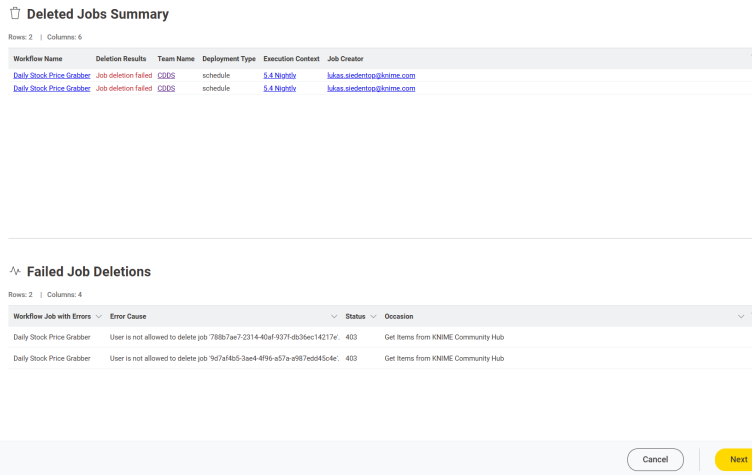 Deleted Jobs Summary
Rows: 2 | Columns: 6
Workflow Name Deletion Results Team Name Deployment Type Execution Context Job Creator
Daily Stock Price Grabber Job deletion failed CDDS schedule 5.4 Nightly lukas.siedentop@knime.com
Daily Stock Price Grabber Job deletion failed CDDS schedule 5.4 Nightly lukas.siedentop@knime.com
Failed Job Deletions
Rows: 2 | Columns: 4
Workflow Job with Errors Error Cause Status Occasion
Daily Stock Price Grabber User is not allowed to delete job '788b7ae7-2314-40af-937f-db36ec14217e'. 403 Get Items from KNIME Community Hub
Daily Stock Price Grabber User is not allowed to delete job '9d7af4b5-3ae4-4f96-a57a-a987edd45c4e'. 403 Get Items from KNIME Community Hub
Cancel Next